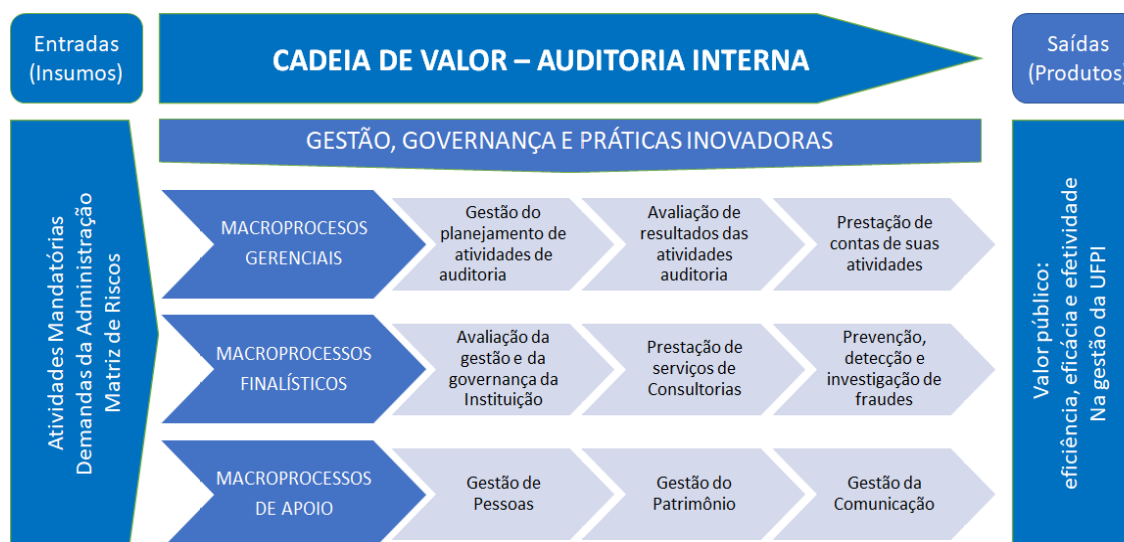 Entradas
(Insumos)
CADEIA DE VALOR – AUDITORIA INTERNA
Saídas
(Produtos)
GESTÃO, GOVERNANÇA E PRÁTICAS INOVADORAS
Atividades Mandatórias
Demandas da Administração
Matriz de Riscos
MACROPROCESOS
GERENCIAIS
Gestão do
planejamento de
atividades de
auditoria
Avaliação de
resultados das
atividades
auditoria
Prestação de
contas de suas
atividades
MACROPROCESSOS
FINALÍSTICOS
Avaliação da
gestão e da
governança da
Instituição
Prestação de
serviços de
Consultorias
Prevenção,
detecção e
investigação de
fraudes
MACROPROCESSOS
DE APOIO
Gestão de
Pessoas
Gestão do
Patrimônio
Gestão da
Comunicação
Valor público:
eficiência, eficácia e efetividade
Na gestão da UFPI